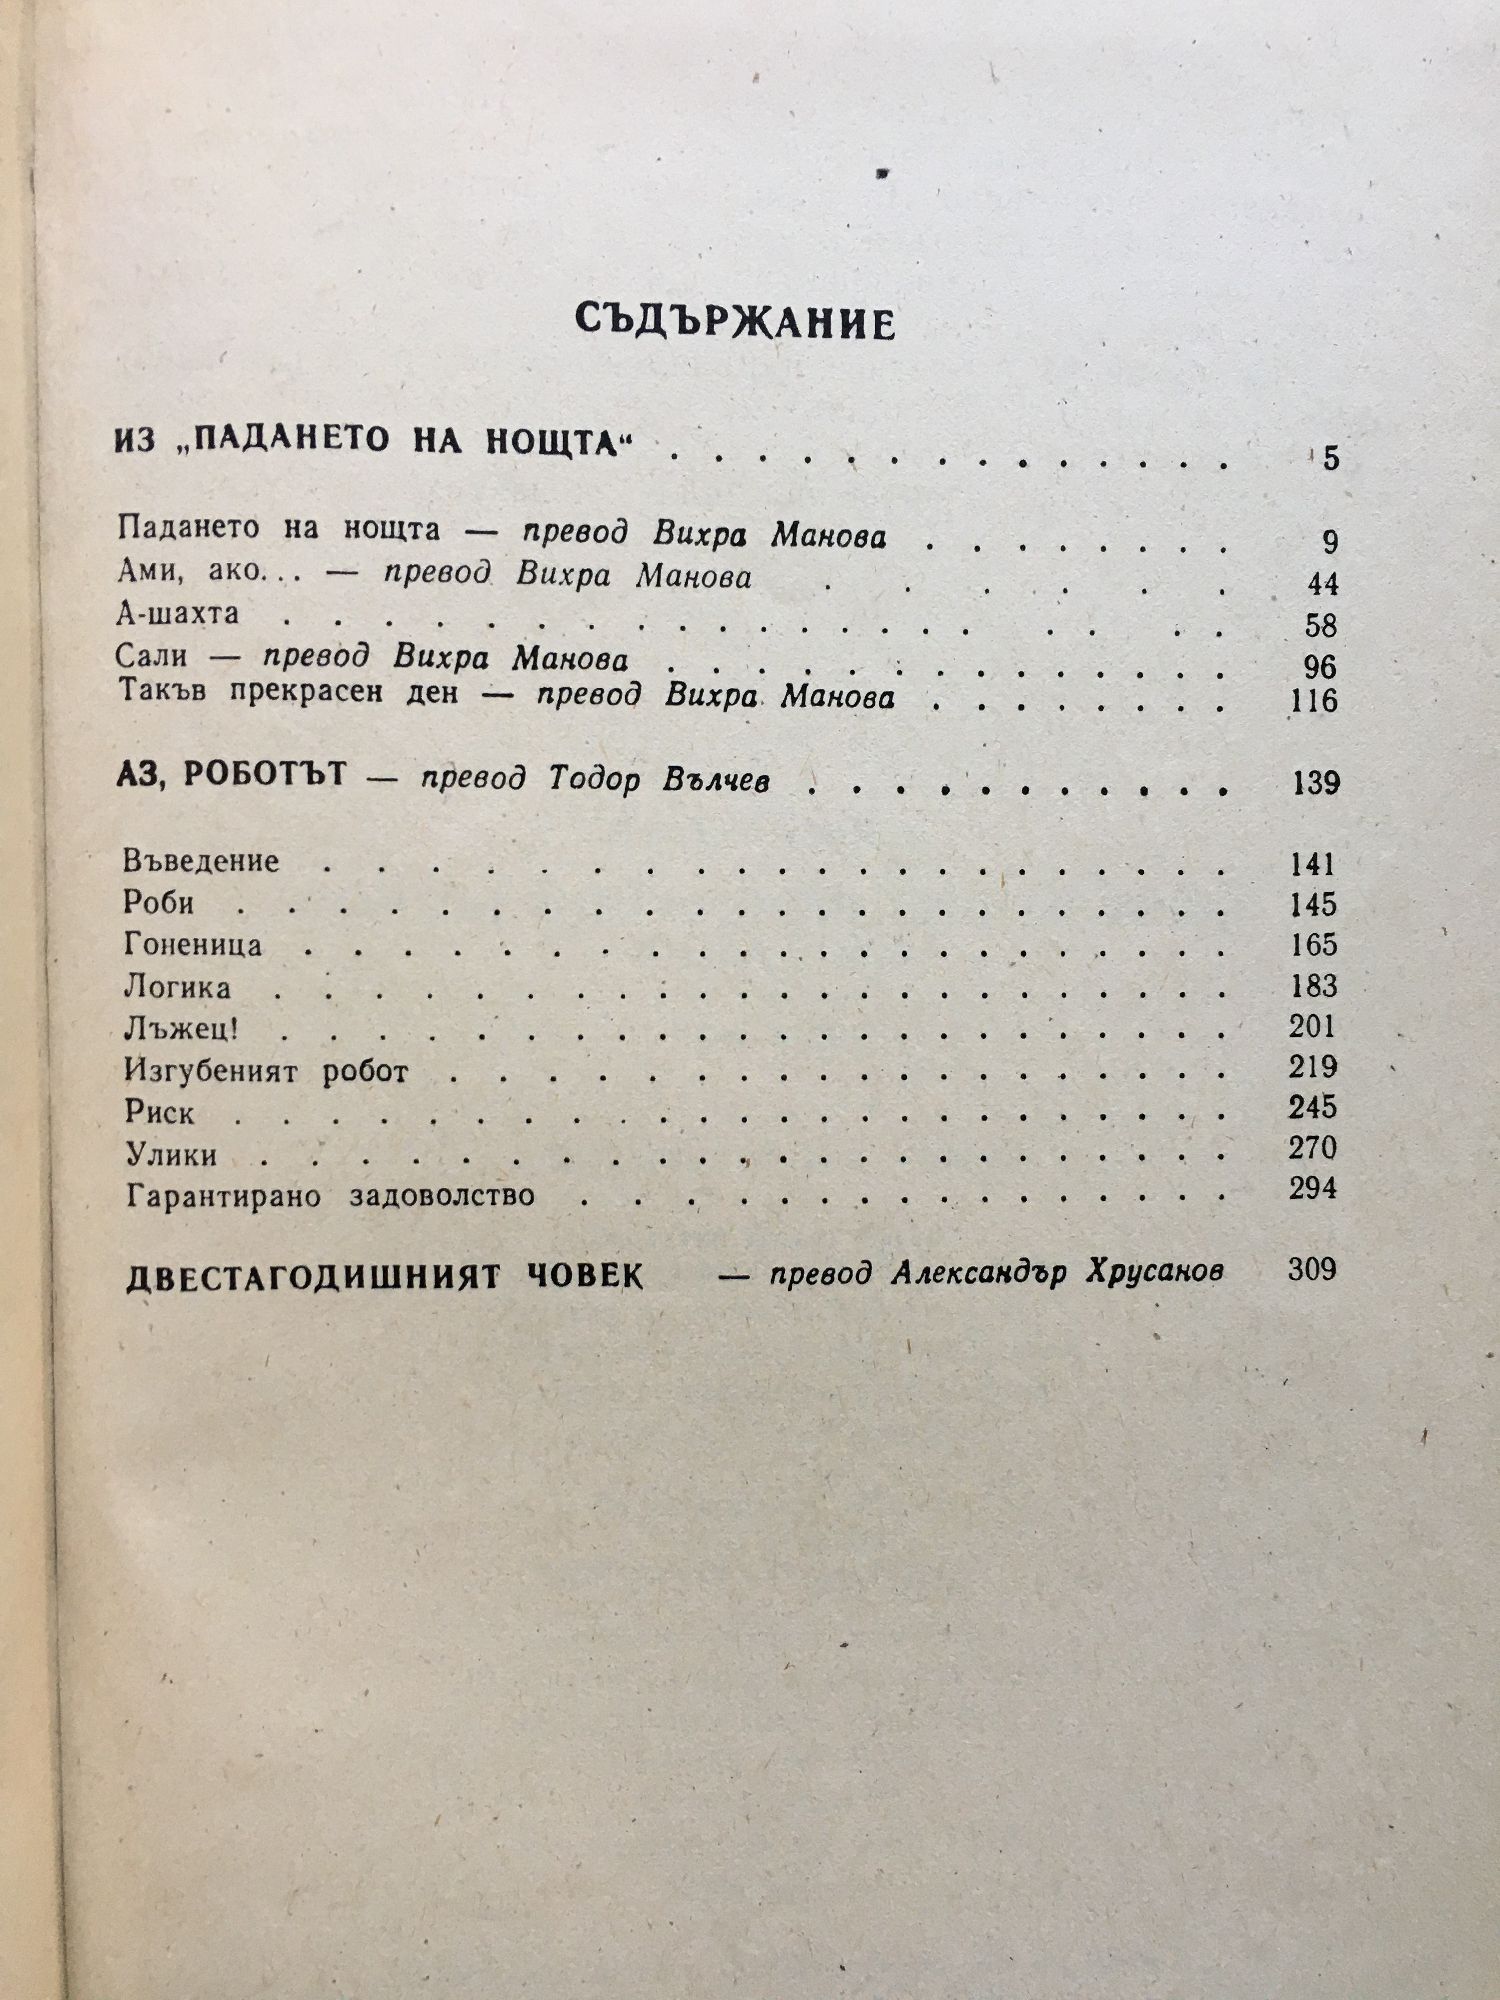 СЪДЪРЖАНИЕ
ИЗ „ПАДАНЕТО НА НОЩТА“ . . . . . . . . . . . . . 5
Падането на нощта — превод Вихра Манова . . . . . . . . 9
Ами, ако... — превод Вихра Манова . . . . . . 44
А-шахта . . . . . . . . . . . . . . . . . . . 58
Сали — превод Вихра Манова . . . . . . . . . . . . . 96
Такъв прекрасен ден — превод Вихра Манова . . . . . . . . 116
АЗ, РОБОТЪТ — превод Тодор Вълчев . . . . . . . . . . . 139
Въведение . . . . . . . . . . . . . . . . . . . . 141
Роби . . . . . . . . . . . . . . . . . . . . . . 145
Гоненица . . . . . . . . . . . . . . . . . . . . . 165
Логика . . . . . . . . . . . . . . . . . . . . . 183
Лъжец! . . . . . . . . . . . . . . . . . . . . . 201
Изгубеният робот . . . . . . . . . . . . . . . . . 219
Риск . . . . . . . . . . . . . . . . . . . . . . 245
Улики . . . . . . . . . . . . . . . . . . . . . . 270
Гарантирано задоволство . . . . . . . . . . . . . . . 294
ДВЕСТАГОДИШНИЯТ ЧОВЕК — превод Александър Хрусанов 309